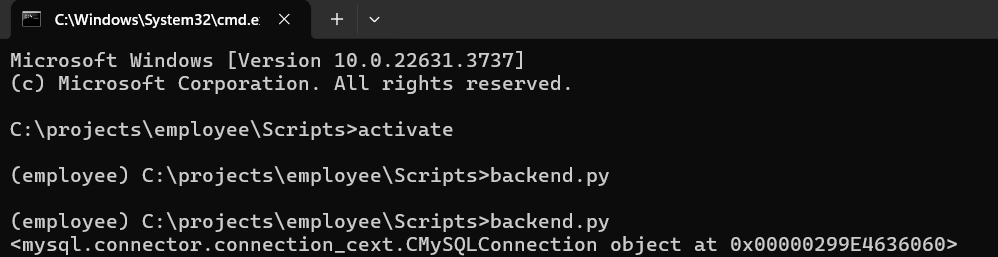 C:\Windows\System32\cmd.e
Microsoft Windows [Version 10.0.22631.3737]
(c) Microsoft Corporation. All rights reserved.
C:\projects\employee\Scripts>activate
(employee) C:\projects\employee\Scripts>backend.py
(employee) C:\projects\employee\Scripts>backend.py
<mysql.connector.connection_cext.CMySQLConnection object at 0x00000299E4636060>